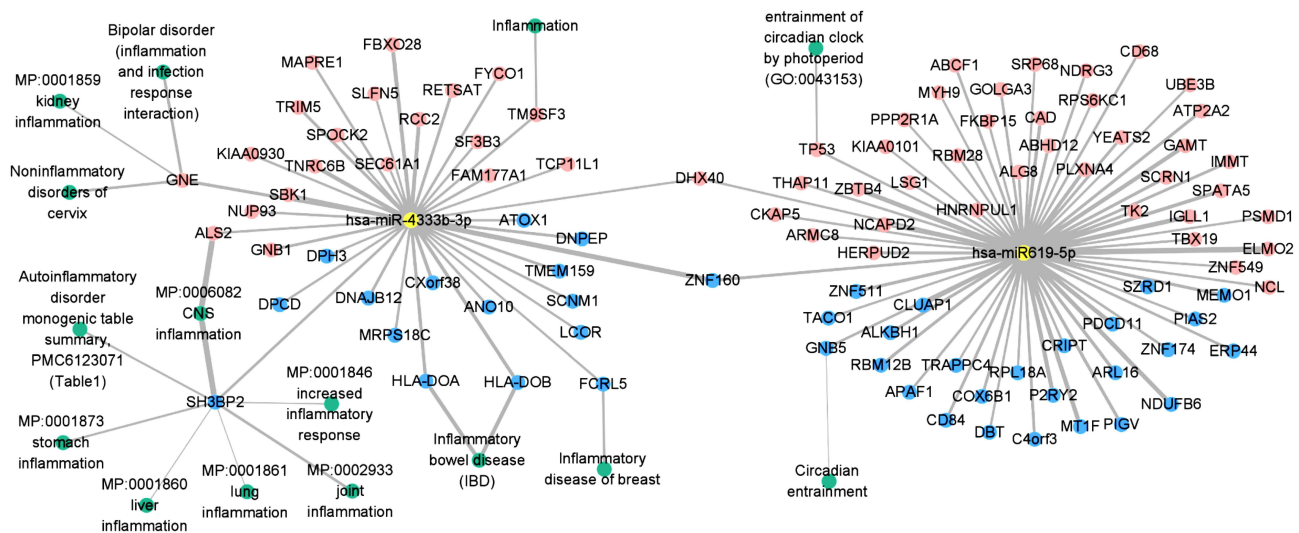 Bipolar disorder
(inflammation
and infection
response
interaction)
MP:0001859
kidney
inflammation
Noninflammatory
disorders of
cervix
GNE
FBXO28
MAPRE1
SLFN5
RETSAT
FYCO1
Inflammation
TM9SF3
TRIM5
RCC2
SPOCK2
SF3B3
KIAA0930
TNRC6B
SEC61A1
FAM177A1
TCP11L1
SBK1
NUP93
hsa-miR-4333b-3p
ATOX1
ALS2
GNB1
DPH3
DNPEP
TMEM159
CXorf38
DPCD
DNAJB12
ANO10
SCNM1
MRPS18C
LCOR
HLA-DOA
HLA-DOB
FCRL5
Autoinflammatory
disorder
monogenic table
summary,
PMC6123071
(Table1)
MP:0006082
CNS
inflammation
SH3BP2
MP:0001846
increased
inflammatory
response
MP:0001873
stomach
inflammation
MP:0001860
liver
inflammation
MP:0001861
lung
inflammation
MP:0002933
joint
inflammation
Inflammatory
bowel disease
(IBD)
Inflammatory
disease of breast
DHX40
ZNF160
entrainment of
circadian clock
by photoperiod
(GO:0043153)
TP53
CD68
ABCF1
SRP68
NDRG3
UBE3B
MYH9
GOLGA3
RPS6KC1
ATP2A2
PPP2R1A
FKBP15
CAD
YEATS2
KIAA0101
RBM28
ABHD12
GAMT
IMMT
ALG8
PLXNA4
SCRN1
SPATA5
THAP11
ZBTB4
LSG1
HNRNPUL1
TK2
IGLL1
PSMD1
CKAP5
NCAPD2
ARMC8
TBX19
HERPUD2
hsa-miR619-5p
ELMO2
ZNF549
NCL
ZNF511
CLUAP1
SZRD1
MEMO1
TACO1
ALKBH1
PDCD11
PIAS2
GNB5
CRIPT
ZNF174
ERP44
RBM12B
TRAPPC4
RPL18A
ARL16
APAF1
COX6B1
P2RY2
NDUFB6
CD84
DBT
C4orf3
MT1F
PIGV
Circadian
entrainment